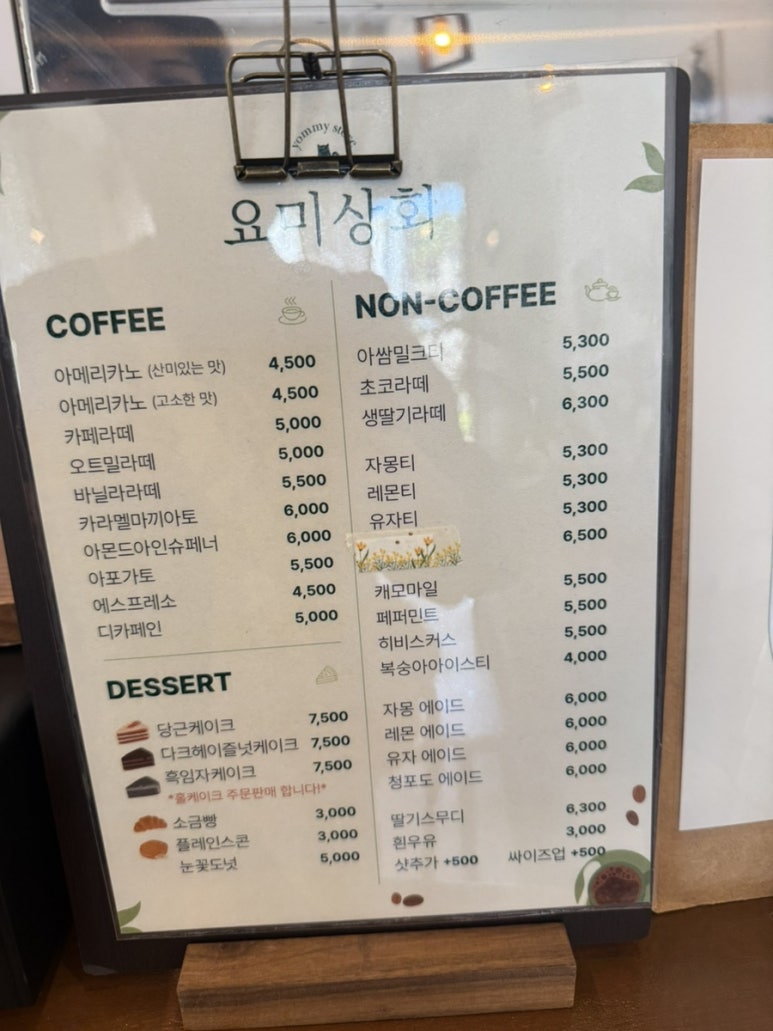 yommy store
요미상회
COFFEE
아메리카노 (산미있는 맛) 4,500
아메리카노 (고소한 맛) 4,500
카페라떼 5,000
오트밀라떼 5,000
바닐라라떼 5,500
카라멜마끼아토 6,000
아몬드아인슈페너 6,000
아포가토 5,500
에스프레소 4,500
디카페인 5,000
DESSERT
당근케이크 7,500
다크헤이즐넛케이크 7,500
흑임자케이크 7,500
*홀케이크 주문판매 합니다!*
소금빵 3,000
플레인스콘 3,000
눈꽃도넛 5,000
NON-COFFEE
아쌈밀크티 5,300
초코라떼 5,500
생딸기라떼 6,300
자몽티 5,300
레몬티 5,300
유자티 5,300
6,500
캐모마일 5,500
페퍼민트 5,500
히비스커스 5,500
복숭아아이스티 4,000
자몽 에이드 6,000
레몬 에이드 6,000
유자 에이드 6,000
청포도 에이드 6,000
딸기스무디 6,300
흰우유 3,000
샷추가 +500 싸이즈업 +500